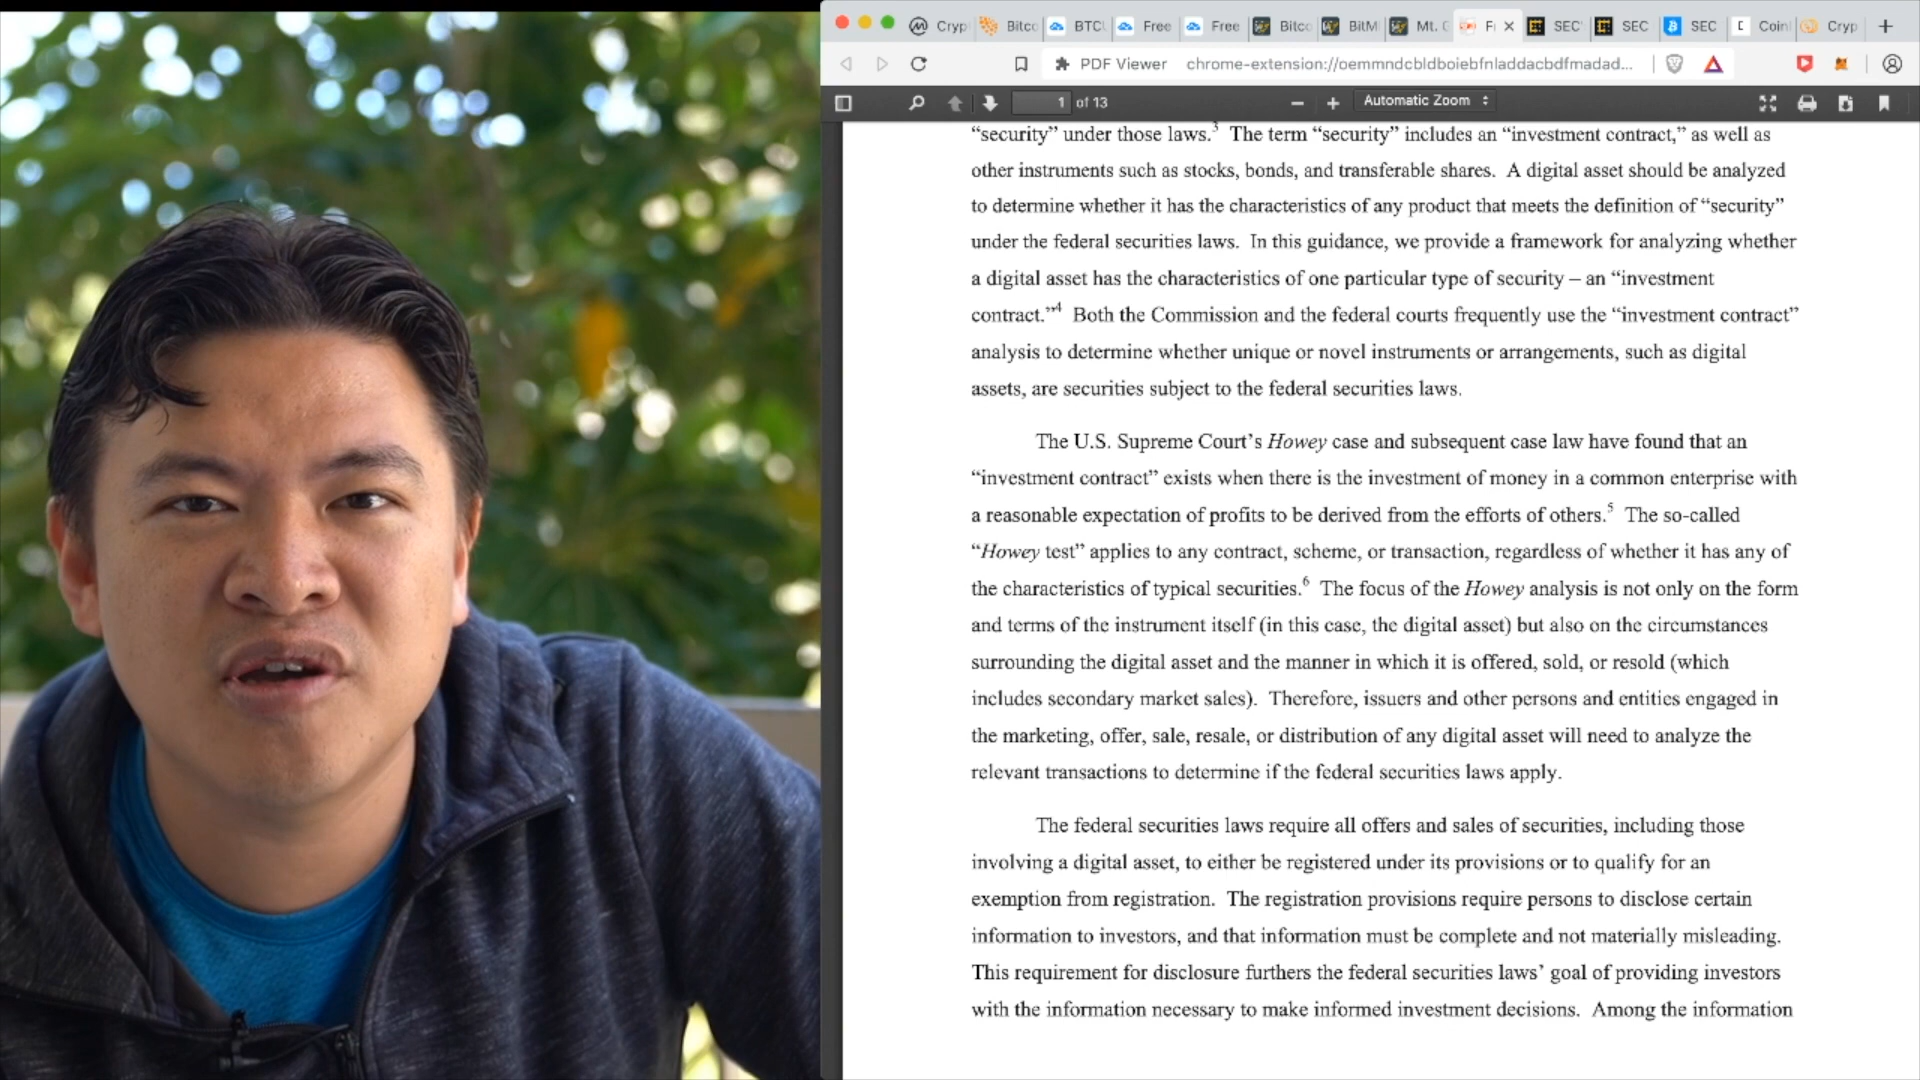 Cryp
Bitco
BTCU
Free
Free
Bitco
BitM
Mt. G
Fr
SEC'
SEC
SEC
Coin
Cryp
PDF Viewer chrome-extension://oemmndcbldboiebfnladdacbdfmadad...
1 of 13
Automatic Zoom
“security” under those laws.3 The term “security” includes an “investment contract,” as well as
other instruments such as stocks, bonds, and transferable shares. A digital asset should be analyzed
to determine whether it has the characteristics of any product that meets the definition of “security”
under the federal securities laws. In this guidance, we provide a framework for analyzing whether
a digital asset has the characteristics of one particular type of security – an “investment
contract.”4 Both the Commission and the federal courts frequently use the “investment contract”
analysis to determine whether unique or novel instruments or arrangements, such as digital
assets, are securities subject to the federal securities laws.
The U.S. Supreme Court’s Howey case and subsequent case law have found that an
“investment contract” exists when there is the investment of money in a common enterprise with
a reasonable expectation of profits to be derived from the efforts of others.5 The so-called
“Howey test” applies to any contract, scheme, or transaction, regardless of whether it has any of
the characteristics of typical securities.6 The focus of the Howey analysis is not only on the form
and terms of the instrument itself (in this case, the digital asset) but also on the circumstances
surrounding the digital asset and the manner in which it is offered, sold, or resold (which
includes secondary market sales). Therefore, issuers and other persons and entities engaged in
the marketing, offer, sale, resale, or distribution of any digital asset will need to analyze the
relevant transactions to determine if the federal securities laws apply.
The federal securities laws require all offers and sales of securities, including those
involving a digital asset, to either be registered under its provisions or to qualify for an
exemption from registration. The registration provisions require persons to disclose certain
information to investors, and that information must be complete and not materially misleading.
This requirement for disclosure furthers the federal securities laws’ goal of providing investors
with the information necessary to make informed investment decisions. Among the information